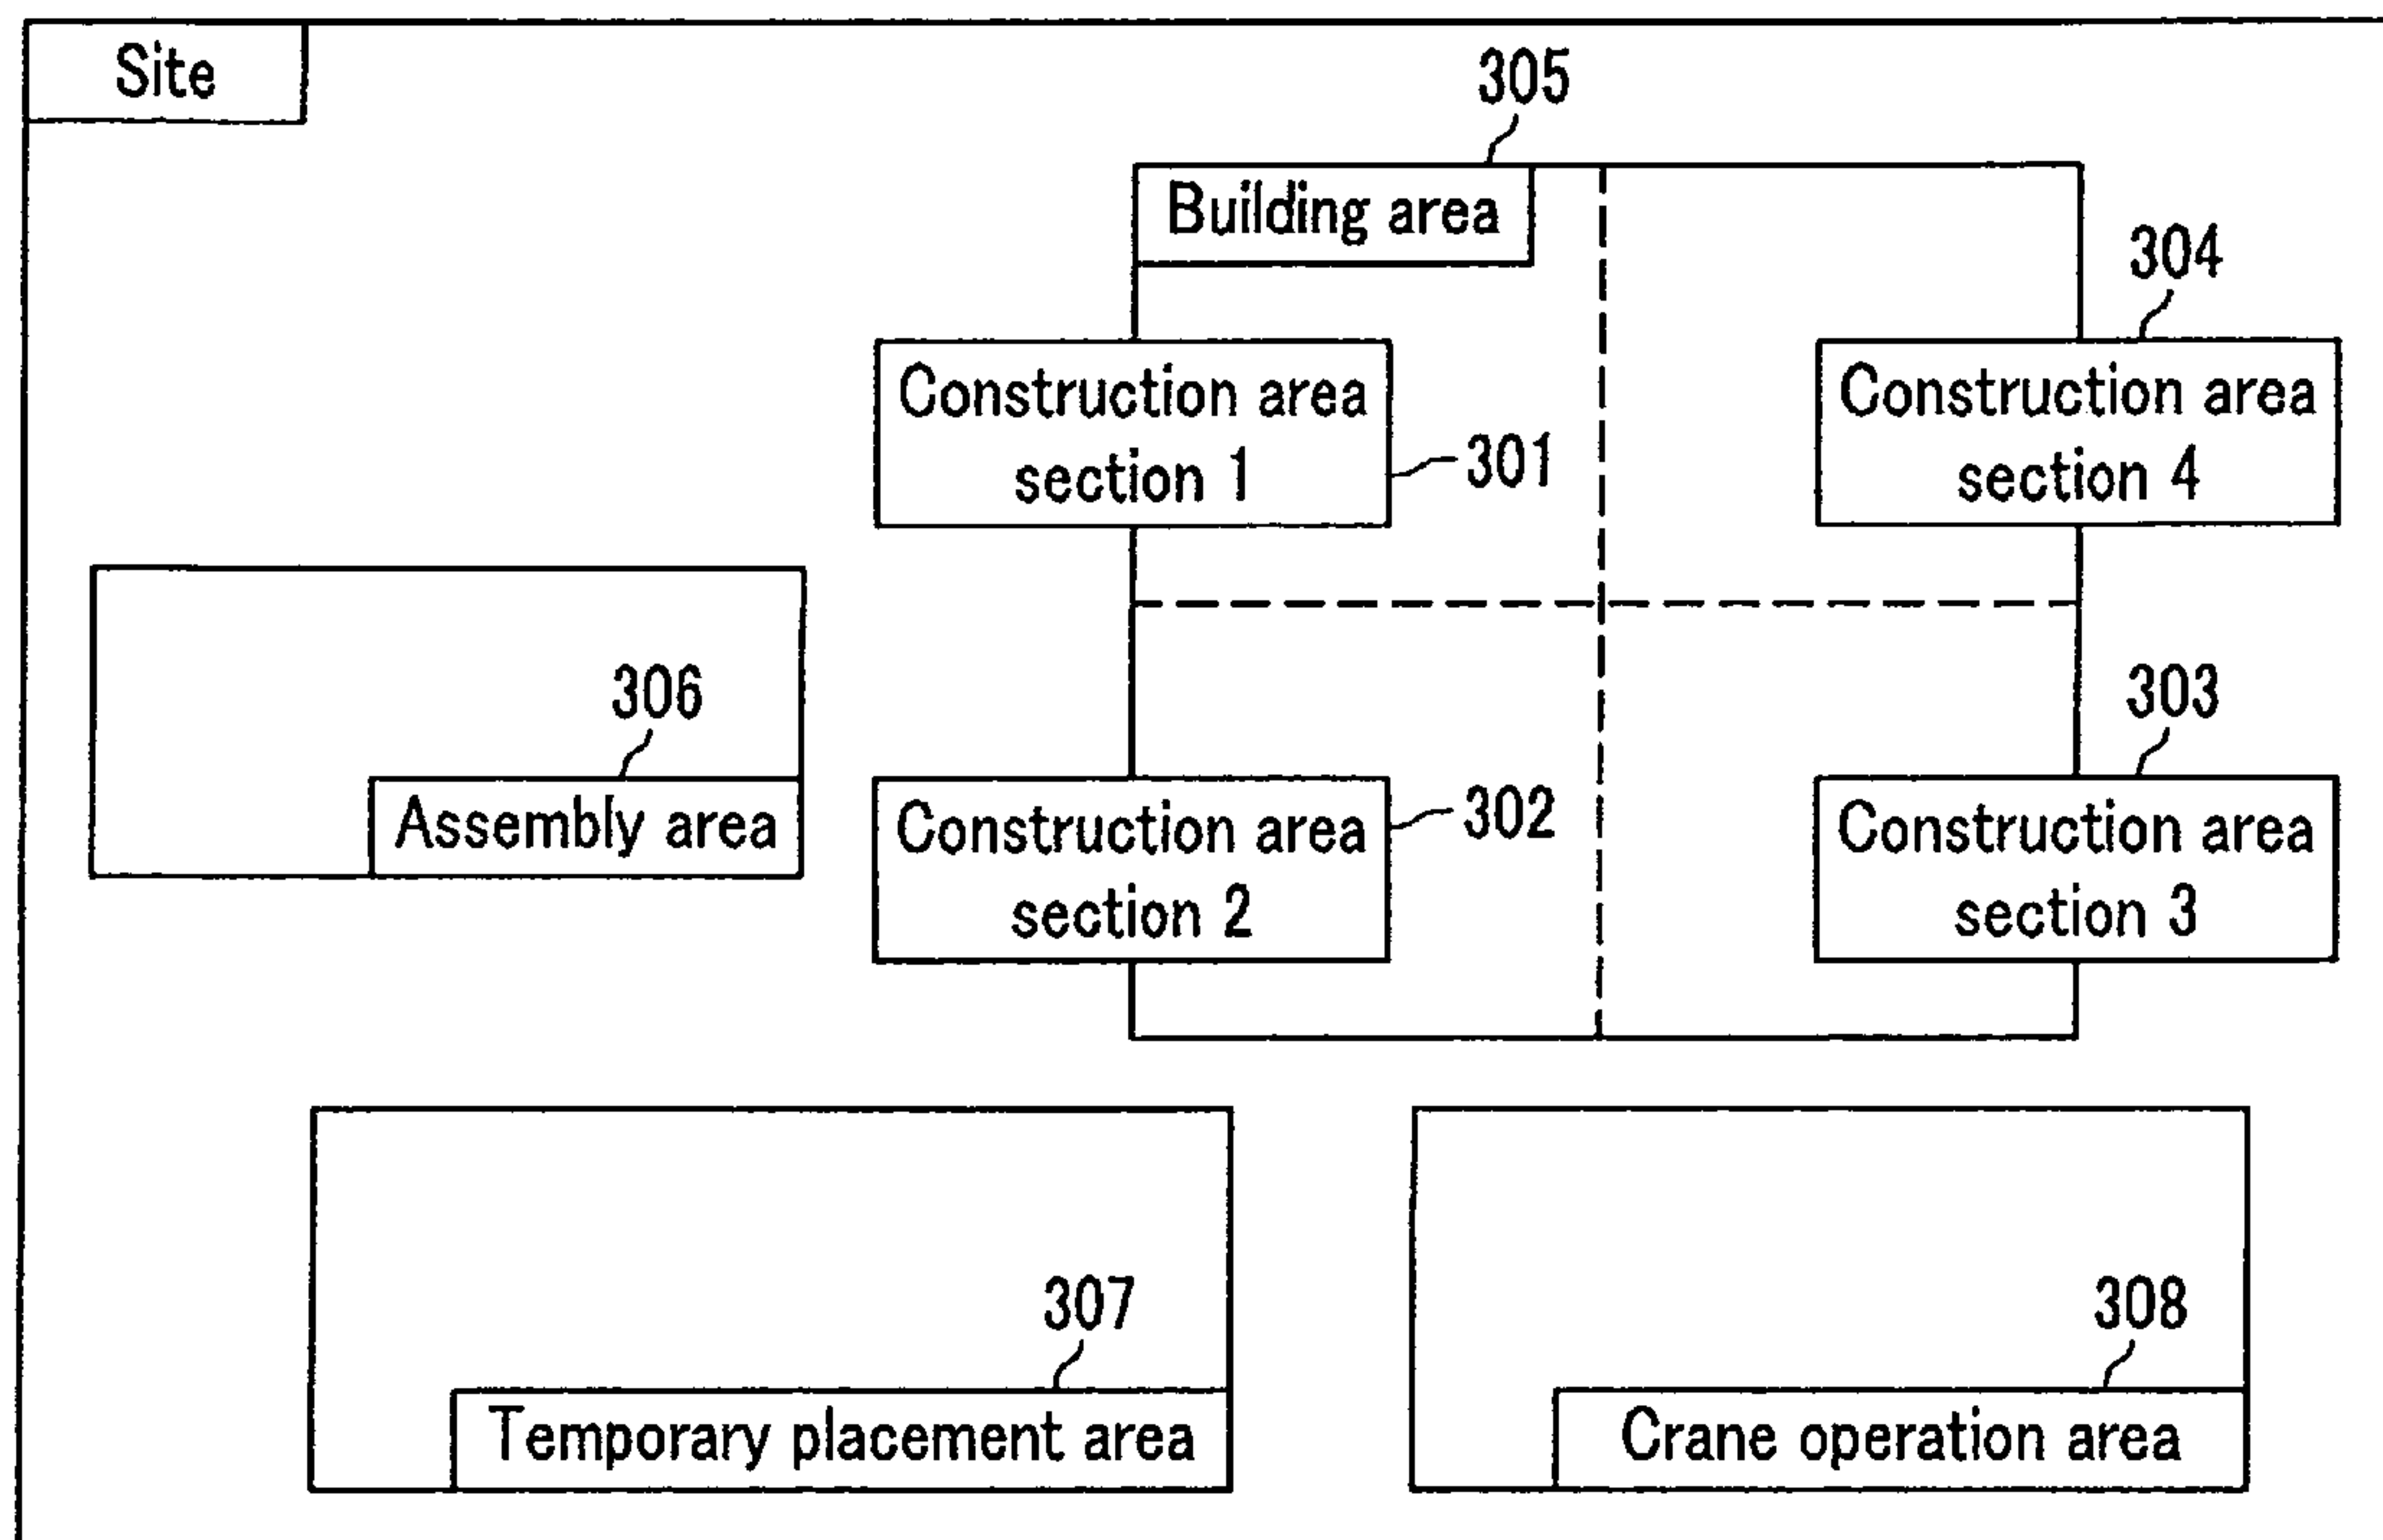 Site
305
Building area
304
Construction area
section 1
301
Construction area
section 4
306
Assembly area
303
Construction area
section 2
302
Construction area
section 3
307
Temporary placement area
308
Crane operation area